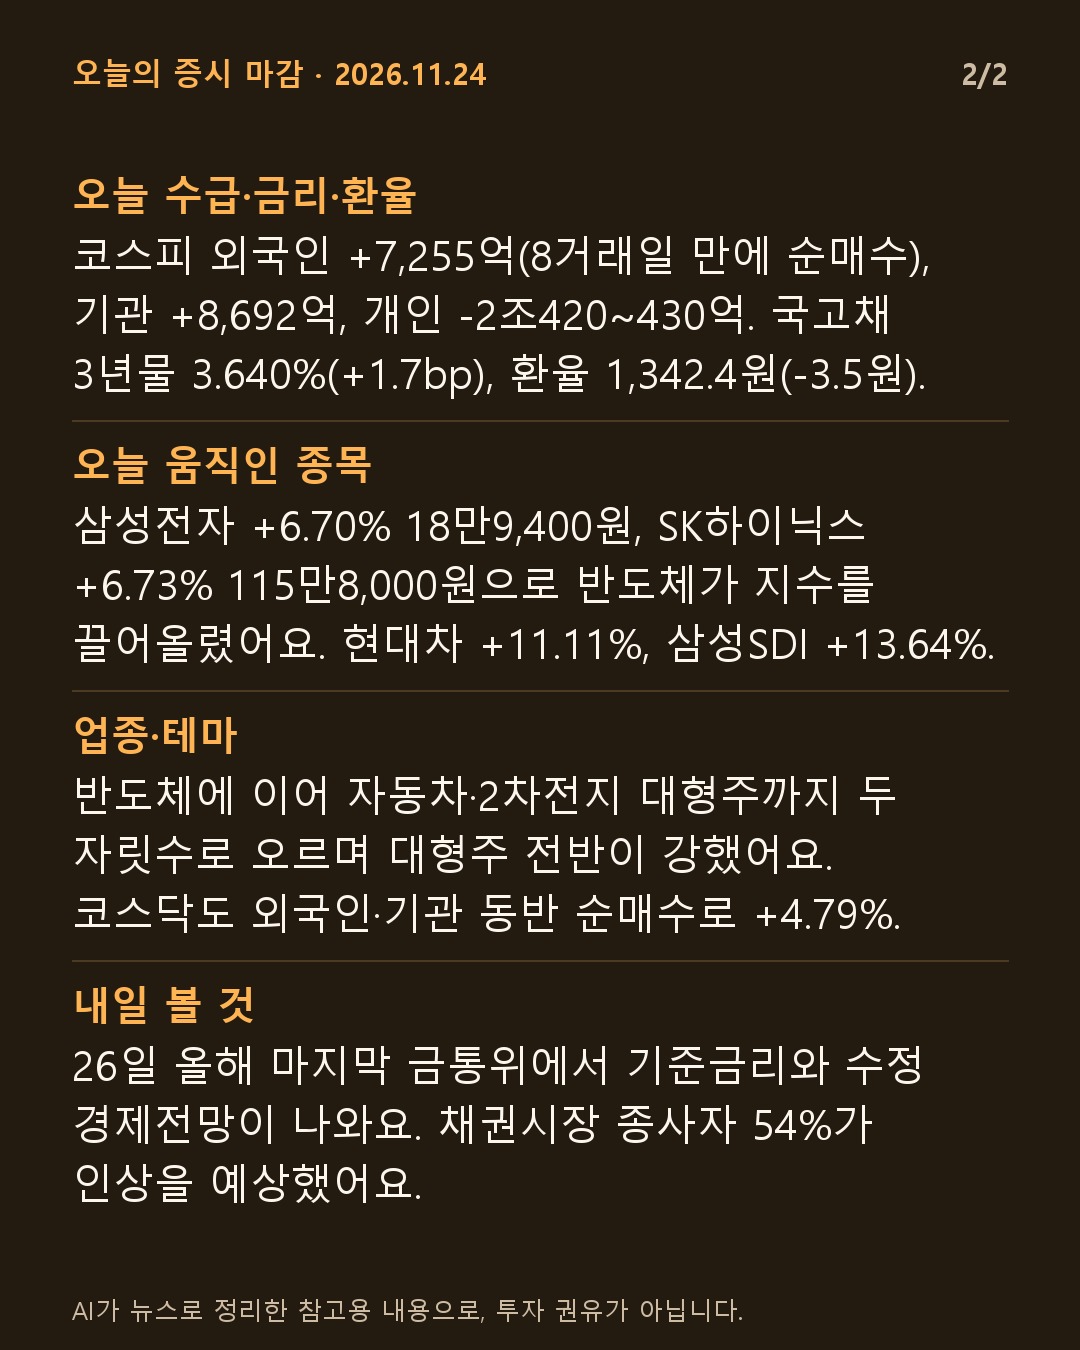 오늘의 증시 마감 · 2026.11.24
2/2
오늘 수급·금리·환율
코스피 외국인 +7,255억(8거래일 만에 순매수),
기관 +8,692억, 개인 -2조420~430억. 국고채
3년물 3.640%(+1.7bp), 환율 1,342.4원(-3.5원).
오늘 움직인 종목
삼성전자 +6.70% 18만9,400원, SK하이닉스
+6.73% 115만8,000원으로 반도체가 지수를
끌어올렸어요. 현대차 +11.11%, 삼성SDI +13.64%.
업종·테마
반도체에 이어 자동차·2차전지 대형주까지 두
자릿수로 오르며 대형주 전반이 강했어요.
코스닥도 외국인·기관 동반 순매수로 +4.79%.
내일 볼 것
26일 올해 마지막 금통위에서 기준금리와 수정
경제전망이 나와요. 채권시장 종사자 54%가
인상을 예상했어요.
AI가 뉴스로 정리한 참고용 내용으로, 투자 권유가 아닙니다.